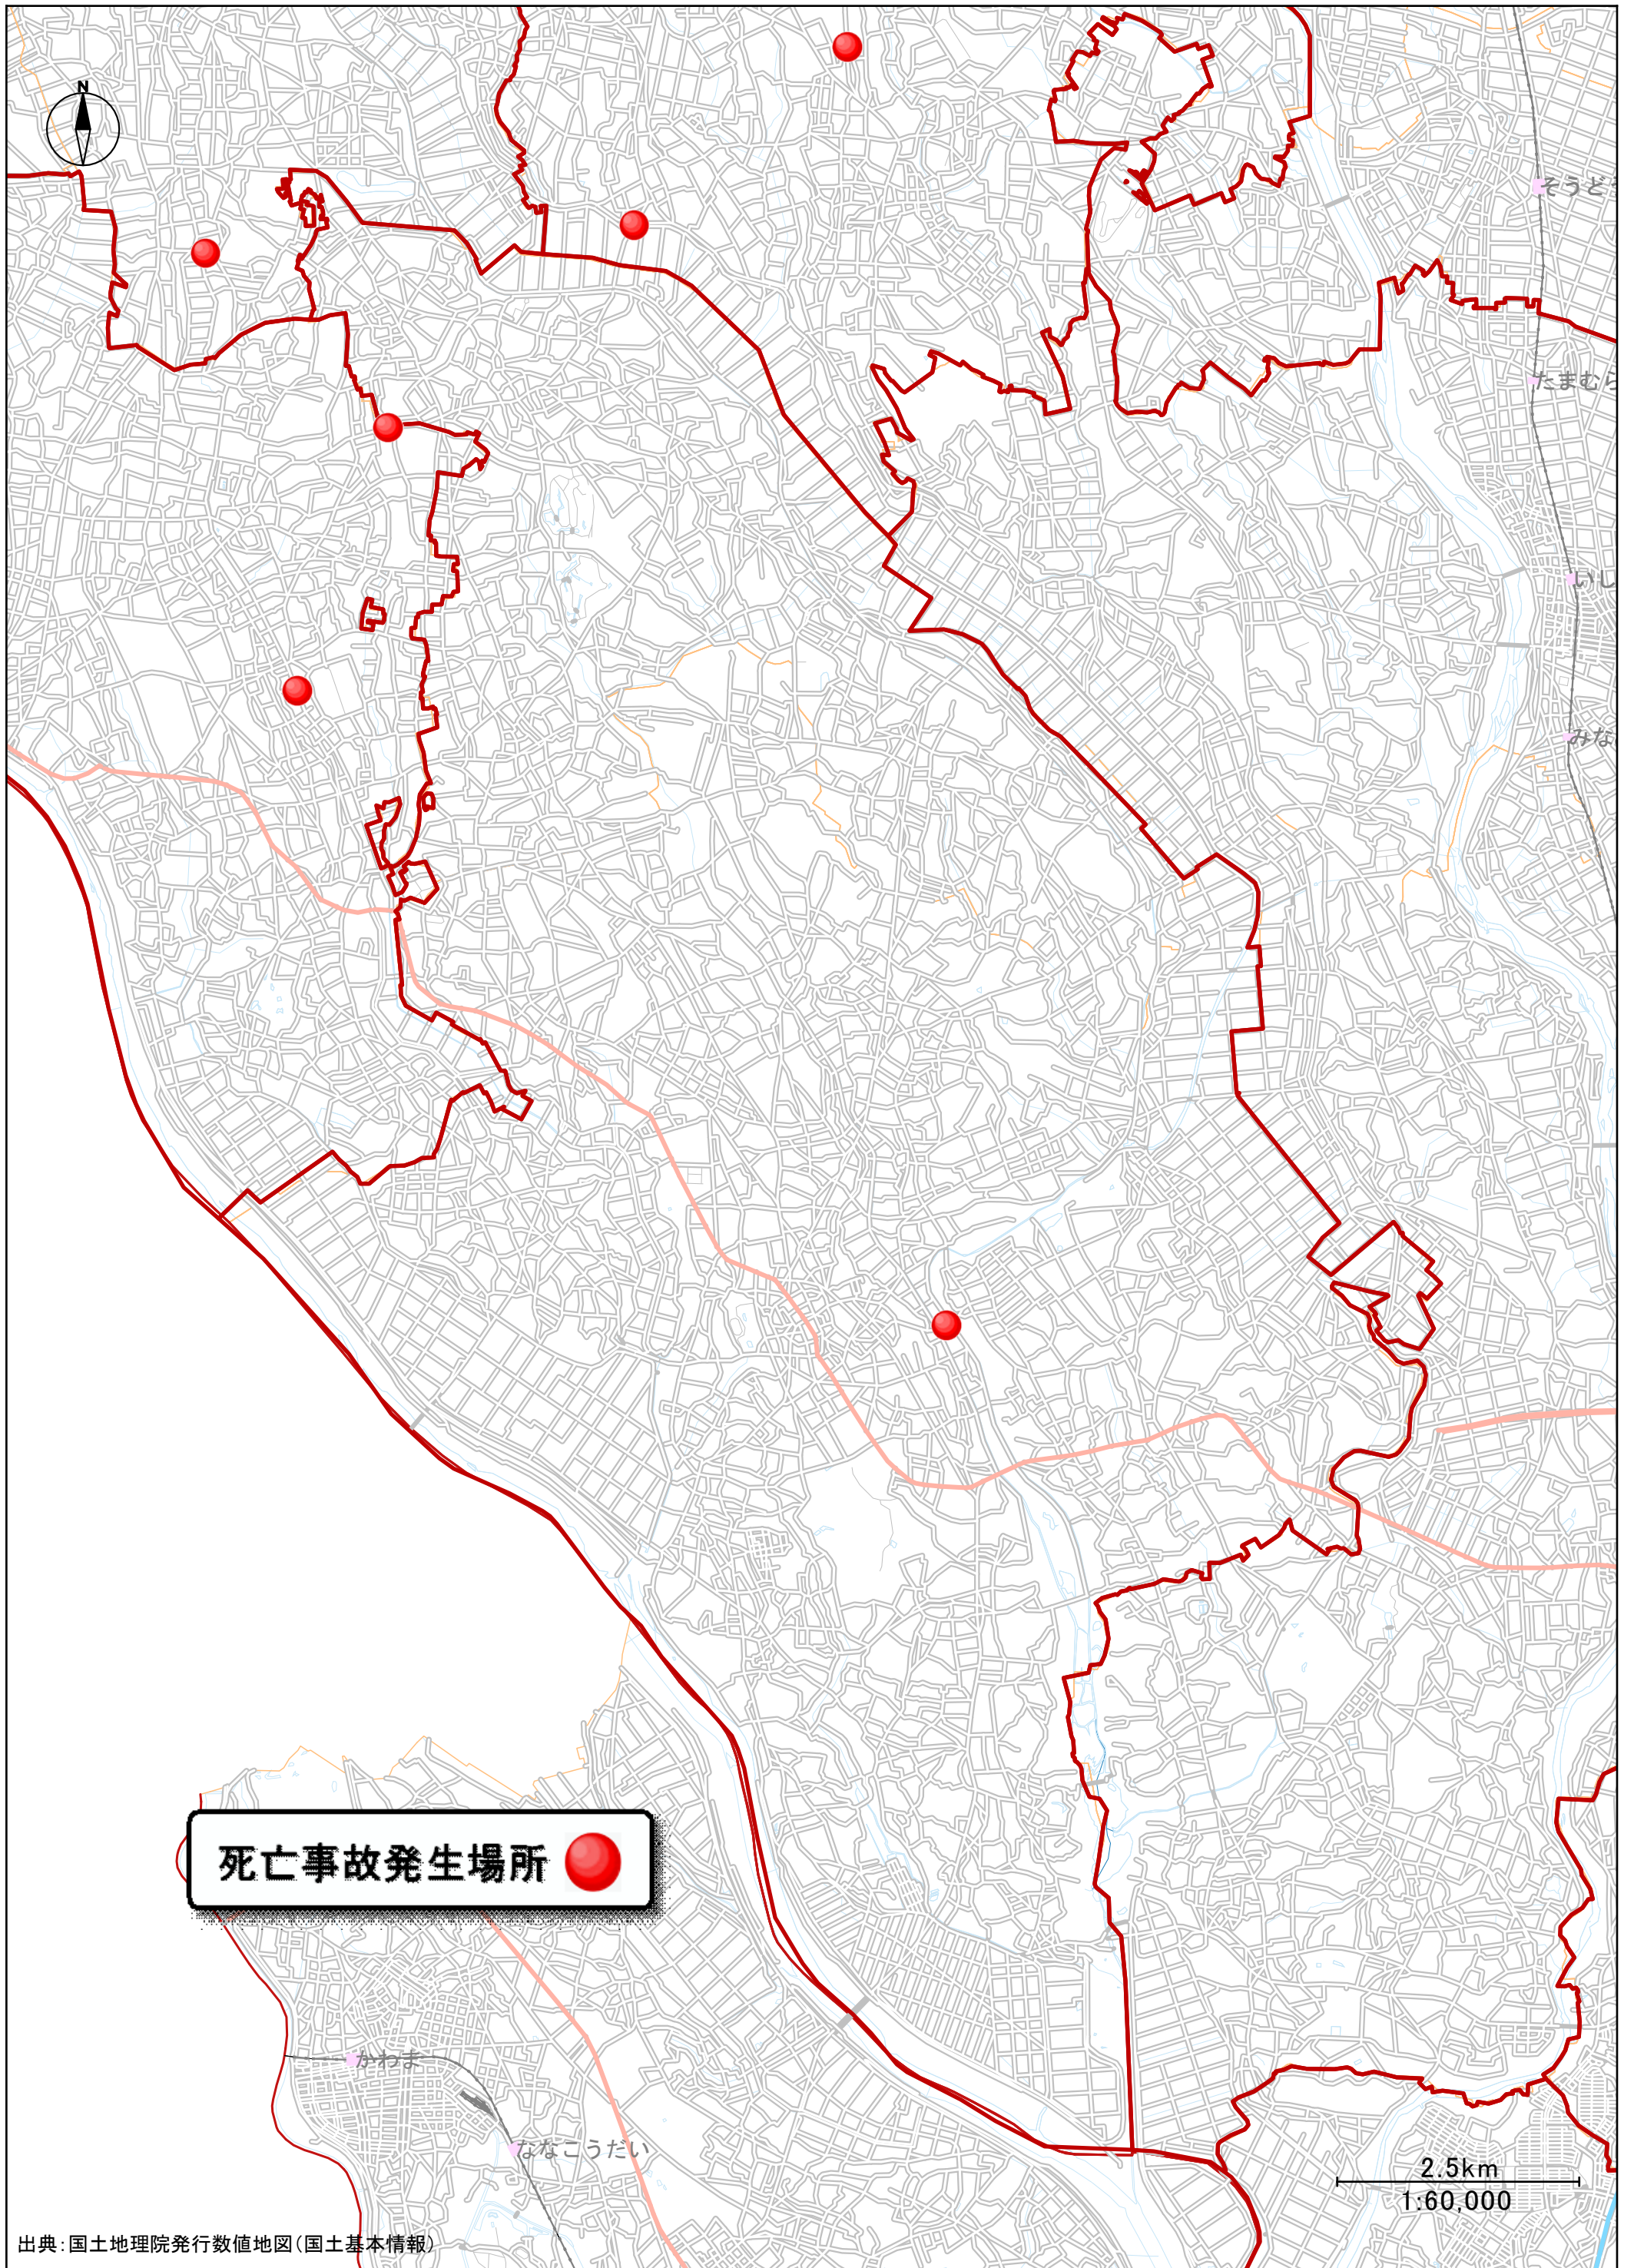 N
そうどう
たまむら
いし
みな
死亡事故発生場所
かわま
ななこうだい
2.5km
1:60,000
出典：国土地理院発行数値地図（国土基本情報）